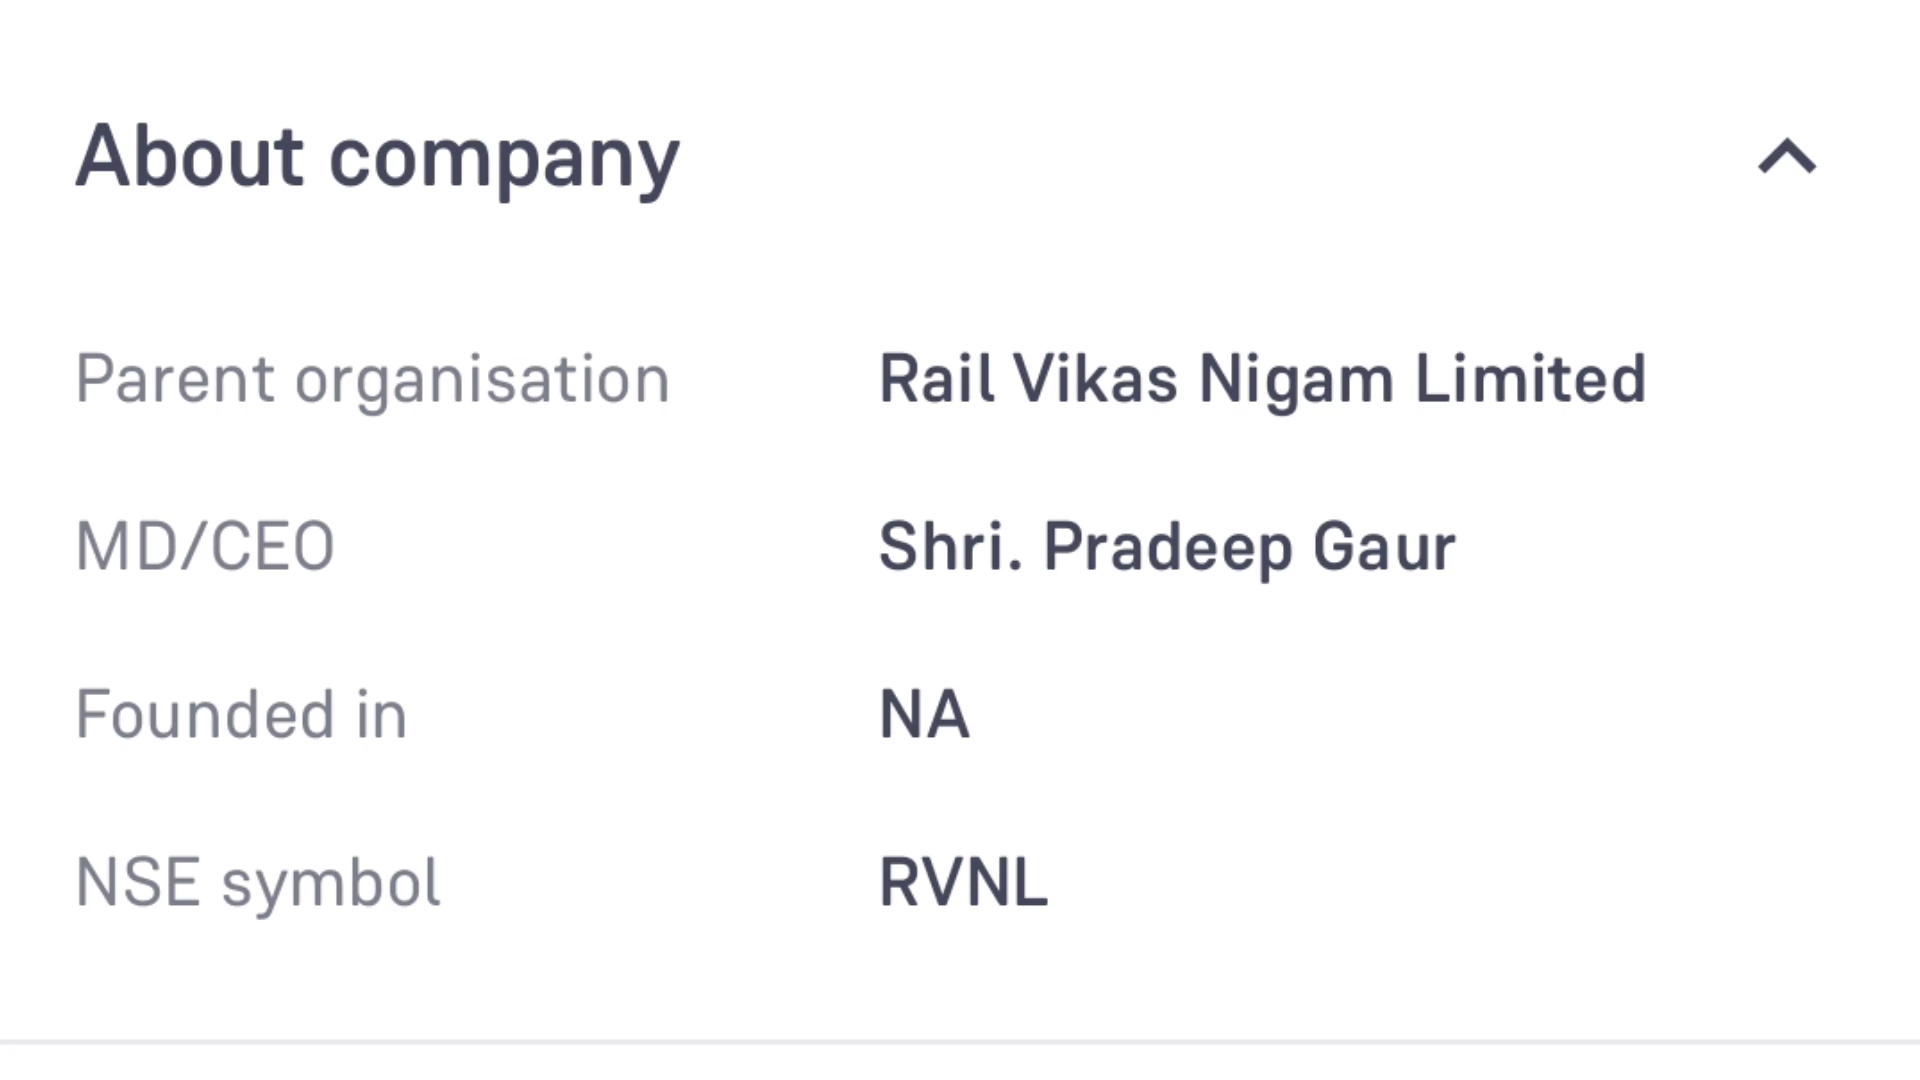 About company
Parent organisation Rail Vikas Nigam Limited
MD/CEO Shri. Pradeep Gaur
Founded in NA
NSE symbol RVNL